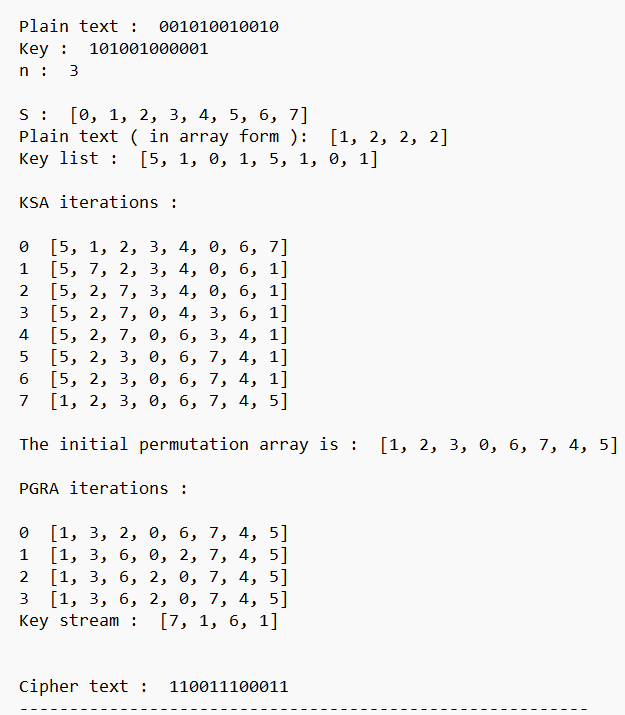 Plain text :  001010010010
Key :  101001000001
n :  3
S :  [0, 1, 2, 3, 4, 5, 6, 7]
Plain text ( in array form ):  [1, 2, 2, 2]
Key list :  [5, 1, 0, 1, 5, 1, 0, 1]
KSA iterations :
0  [5, 1, 2, 3, 4, 0, 6, 7]
1  [5, 7, 2, 3, 4, 0, 6, 1]
2  [5, 2, 7, 3, 4, 0, 6, 1]
3  [5, 2, 7, 0, 4, 3, 6, 1]
4  [5, 2, 7, 0, 6, 3, 4, 1]
5  [5, 2, 3, 0, 6, 7, 4, 1]
6  [5, 2, 3, 0, 6, 7, 4, 1]
7  [1, 2, 3, 0, 6, 7, 4, 5]
The initial permutation array is :  [1, 2, 3, 0, 6, 7, 4, 5]
PGRA iterations :
0  [1, 3, 2, 0, 6, 7, 4, 5]
1  [1, 3, 6, 0, 2, 7, 4, 5]
2  [1, 3, 6, 2, 0, 7, 4, 5]
3  [1, 3, 6, 2, 0, 7, 4, 5]
Key stream :  [7, 1, 6, 1]
Cipher text :  110011100011
---------------------------------------------------------